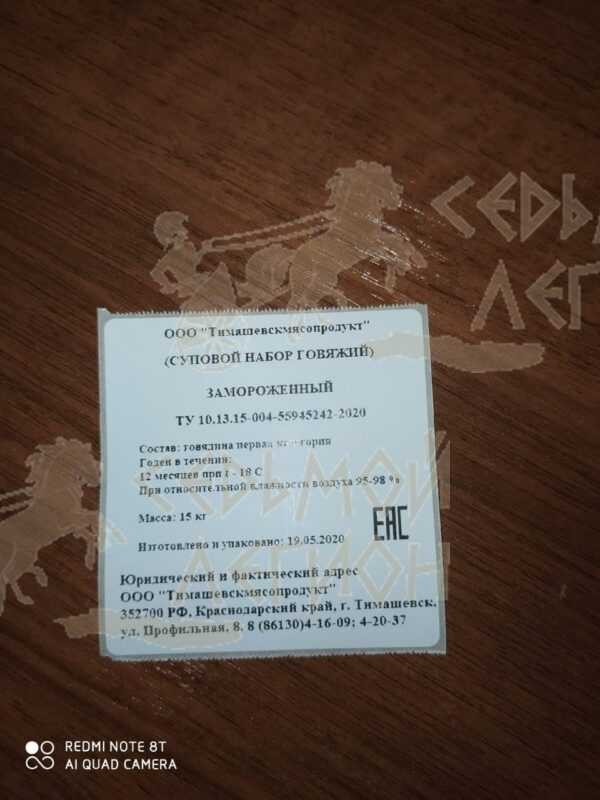 СЕДЬМОЙ
ЛЕГИОН
ООО "Тимашевскмясопродукт"
(СУПОВОЙ НАБОР ГОВЯЖИЙ)
ЗАМОРОЖЕННЫЙ
ТУ 10.13.15-004-55945242-2020
Состав: говядина первая категория
Годен в течении:
12 месяцев при t - 18 С
При относительной влажности воздуха 95-98 %
Масса: 15 кг
EAC
Изготовлено и упаковано: 19.05.2020
Юридический и фактический адрес
ООО "Тимашевскмясопродукт"
352700 РФ, Краснодарский край, г. Тимашевск,
ул. Профильная, 8. 8 (86130)4-16-09; 4-20-37
REDMI NOTE 8T
AI QUAD CAMERA